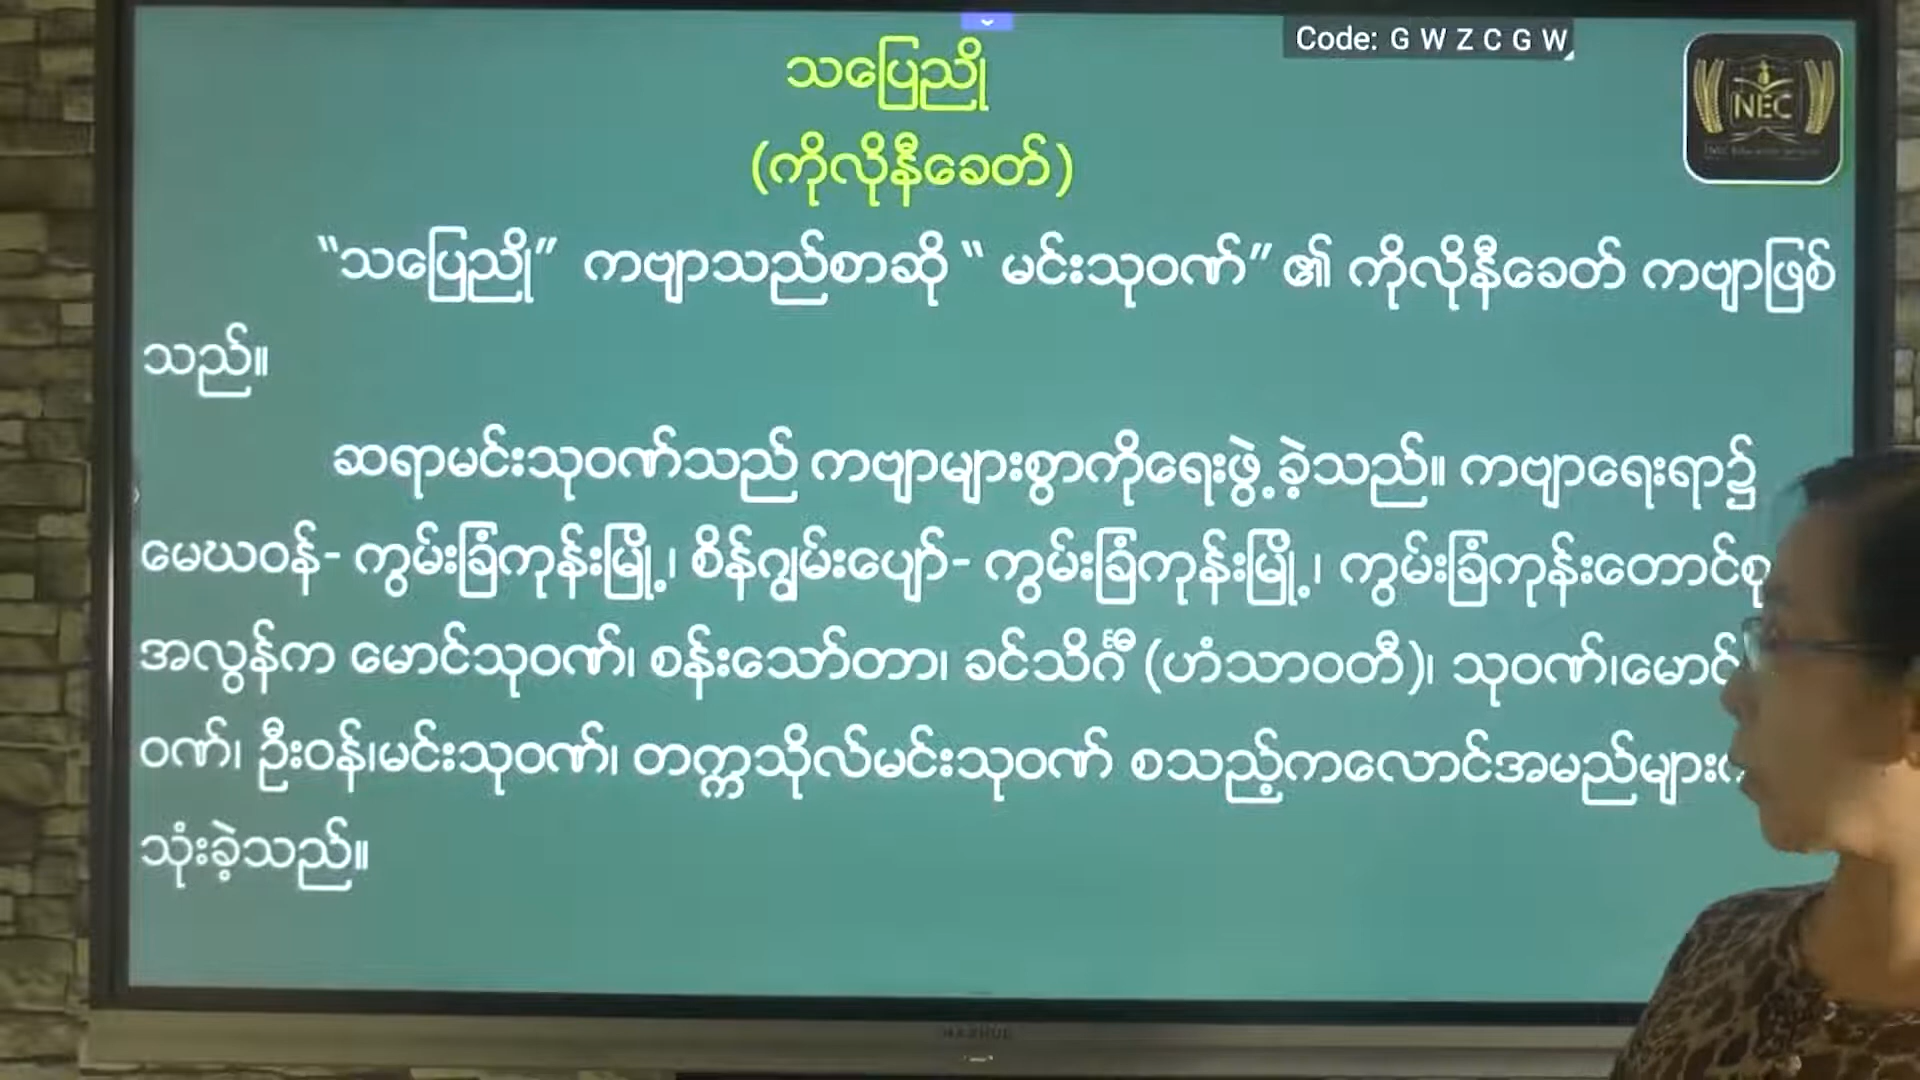 Code: G W Z C G W
NEC
သပြေညို
(ကိုလိုနီခေတ်)
“သပြေညို” ကဗျာသည်စာဆို “ မင်းသုဝဏ်” ၏ ကိုလိုနီခေတ် ကဗျာဖြစ်
သည်။
ဆရာမင်းသုဝဏ်သည် ကဗျာများစွာကိုရေးဖွဲ့ခဲ့သည်။ ကဗျာရေးရာ၌
မေဃဝန်- ကွမ်းခြံကုန်းမြို့၊ စိန်ဂျွမ်းပျော်- ကွမ်းခြံကုန်းမြို့၊ ကွမ်းခြံကုန်းတောင်စု
အလွန်က မောင်သုဝဏ်၊ စန်းသော်တာ၊ ခင်သိင်္ဂီ (ဟံသာဝတီ)၊ သုဝဏ်၊မောင်
ဝဏ်၊ ဦးဝန်၊မင်းသုဝဏ်၊ တက္ကသိုလ်မင်းသုဝဏ် စသည့်ကလောင်အမည်များ
သုံးခဲ့သည်။